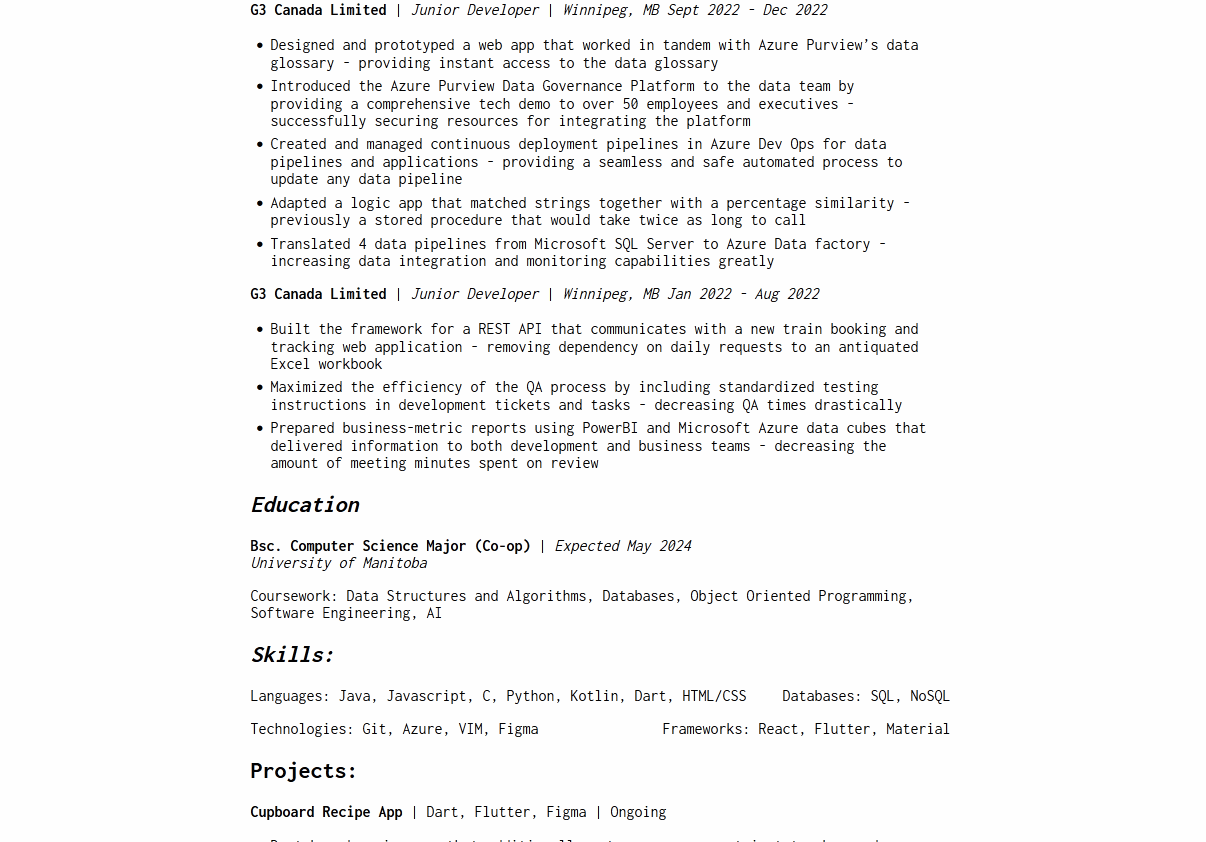 G3 Canada Limited | Junior Developer | Winnipeg, MB Sept 2022 - Dec 2022
• Designed and prototyped a web app that worked in tandem with Azure Purview’s data
glossary - providing instant access to the data glossary
• Introduced the Azure Purview Data Governance Platform to the data team by
providing a comprehensive tech demo to over 50 employees and executives -
successfully securing resources for integrating the platform
• Created and managed continuous deployment pipelines in Azure Dev Ops for data
pipelines and applications - providing a seamless and safe automated process to
update any data pipeline
• Adapted a logic app that matched strings together with a percentage similarity -
previously a stored procedure that would take twice as long to call
• Translated 4 data pipelines from Microsoft SQL Server to Azure Data factory -
increasing data integration and monitoring capabilities greatly
G3 Canada Limited | Junior Developer | Winnipeg, MB Jan 2022 - Aug 2022
• Built the framework for a REST API that communicates with a new train booking and
tracking web application - removing dependency on daily requests to an antiquated
Excel workbook
• Maximized the efficiency of the QA process by including standardized testing
instructions in development tickets and tasks - decreasing QA times drastically
• Prepared business-metric reports using PowerBI and Microsoft Azure data cubes that
delivered information to both development and business teams - decreasing the
amount of meeting minutes spent on review
Education
Bsc. Computer Science Major (Co-op) | Expected May 2024
University of Manitoba
Coursework: Data Structures and Algorithms, Databases, Object Oriented Programming,
Software Engineering, AI
Skills:
Languages: Java, Javascript, C, Python, Kotlin, Dart, HTML/CSS Databases: SQL, NoSQL
Technologies: Git, Azure, VIM, Figma Frameworks: React, Flutter, Material
Projects:
Cupboard Recipe App | Dart, Flutter, Figma | Ongoing